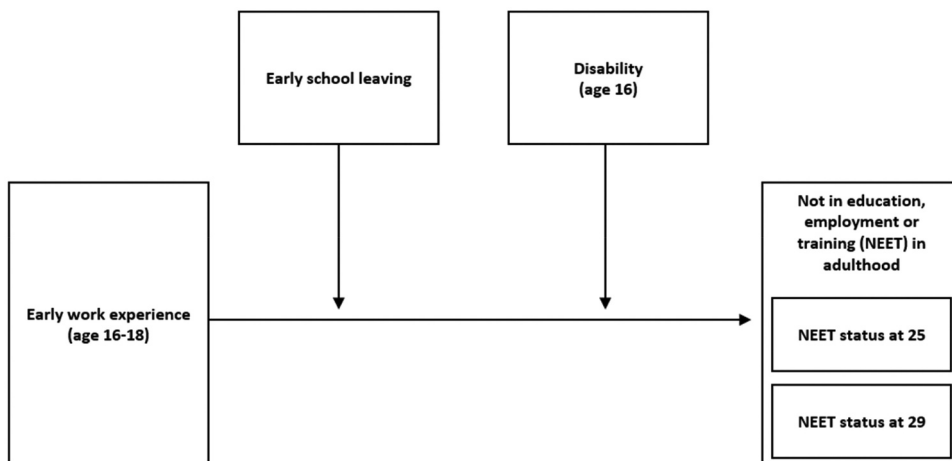 Early school leaving
Disability
(age 16)
Early work experience
(age 16-18)
Not in education,
employment or
training (NEET) in
adulthood
NEET status at 25
NEET status at 29